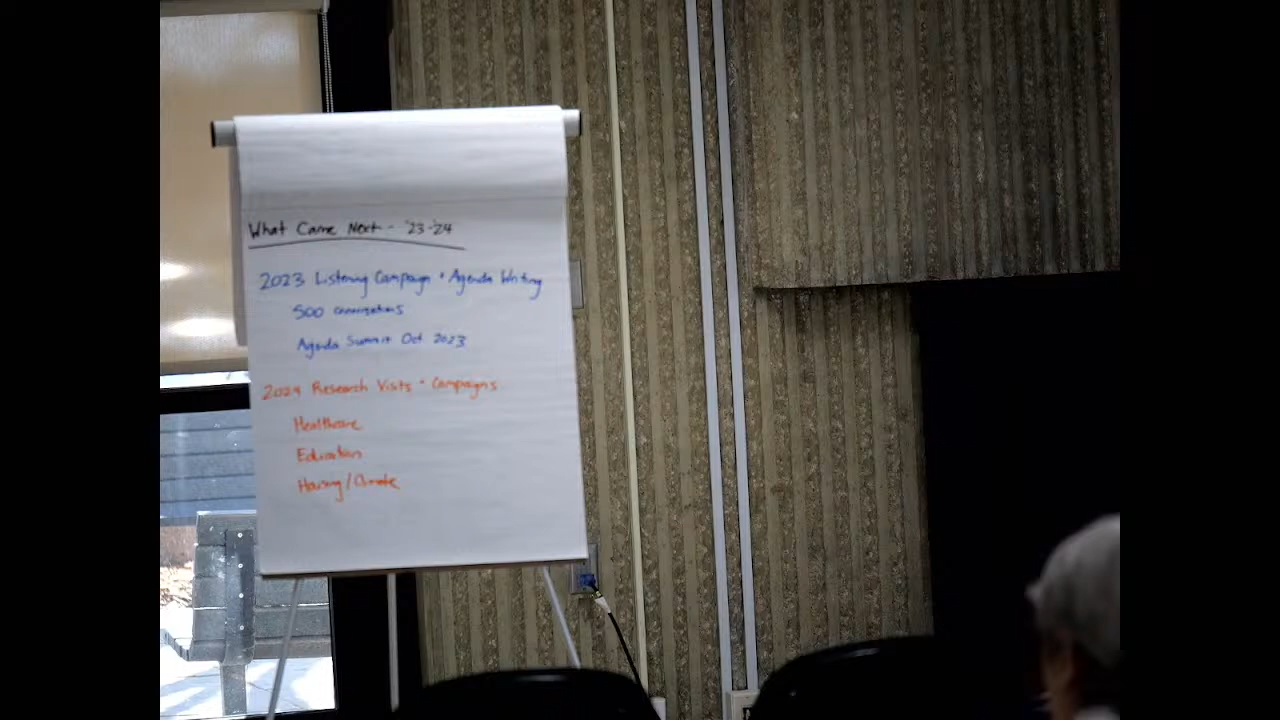 What Came Next - '23-'24
2023 Listening Campaign + Agenda Writing
500 conversations
Agenda Summit Oct 2023
2024 Research Visits + Campaigns
Healthcare
Education
Housing/Climate